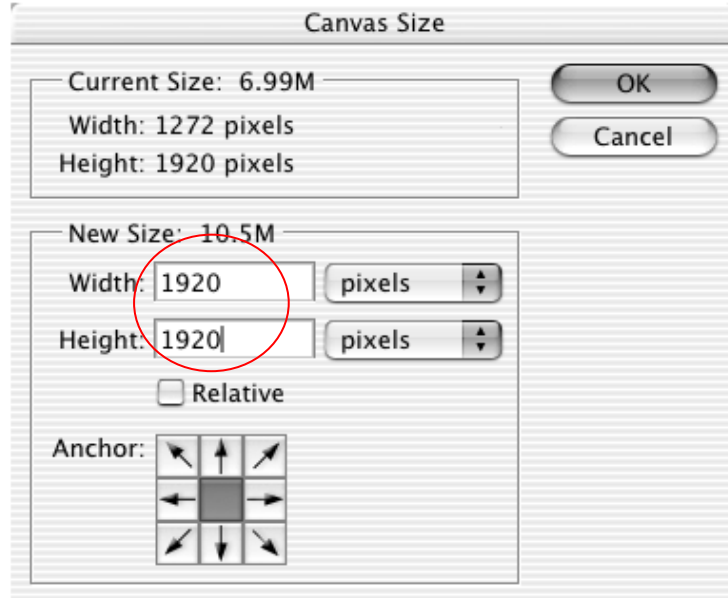 Canvas Size
Current Size: 6.99M
Width: 1272 pixels
Height: 1920 pixels
OK
Cancel
New Size: 10.5M
Width: 1920 pixels
Height: 1920 pixels
Relative
Anchor: